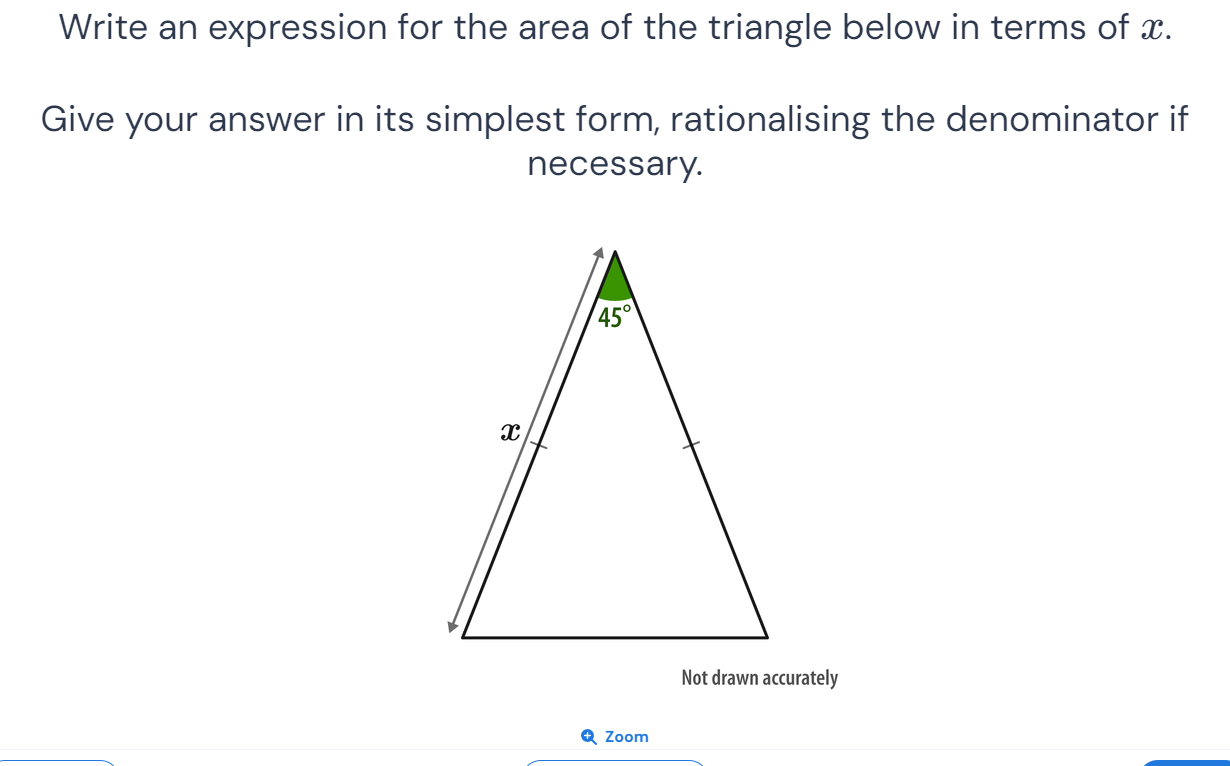 Write an expression for the area of the triangle below in terms of x.
Give your answer in its simplest form, rationalising the denominator if
necessary.
45°
x
Not drawn accurately
Zoom